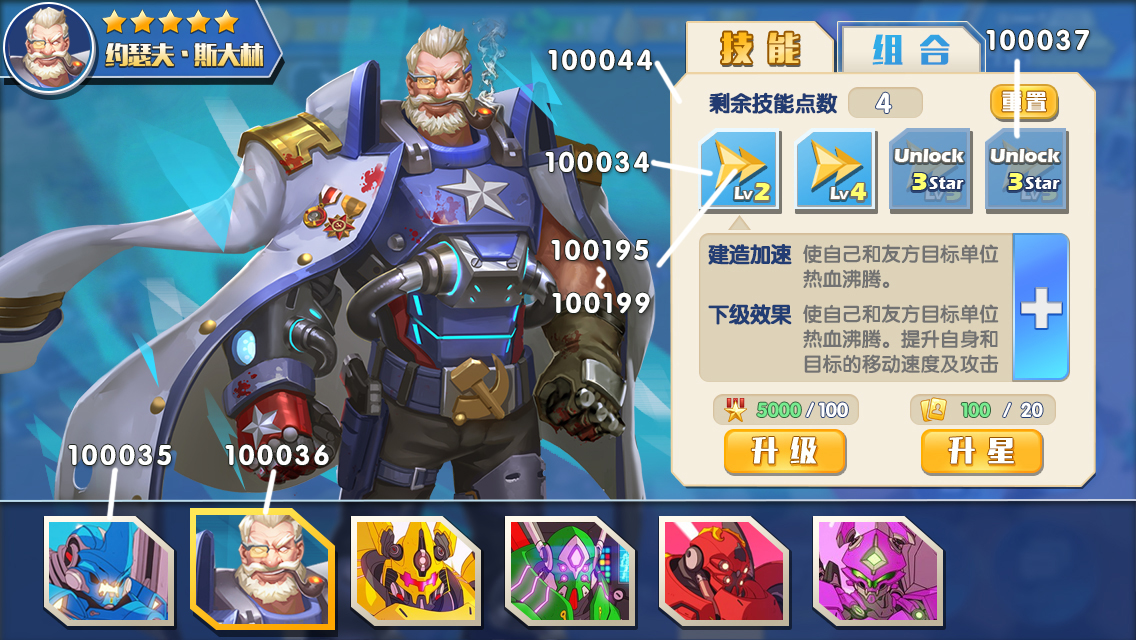 约瑟夫·斯大林
技能
组合
100037
100044
剩余技能点数
4
重置
100034
Lv2
Lv4
Unlock
3Star
Unlock
3Star
100195
100199
建造加速
使自己和友方目标单位
热血沸腾。
下级效果
使自己和友方目标单位
热血沸腾。提升自身和
目标的移动速度及攻击
5000/100
100 / 20
升级
升星
100035
100036